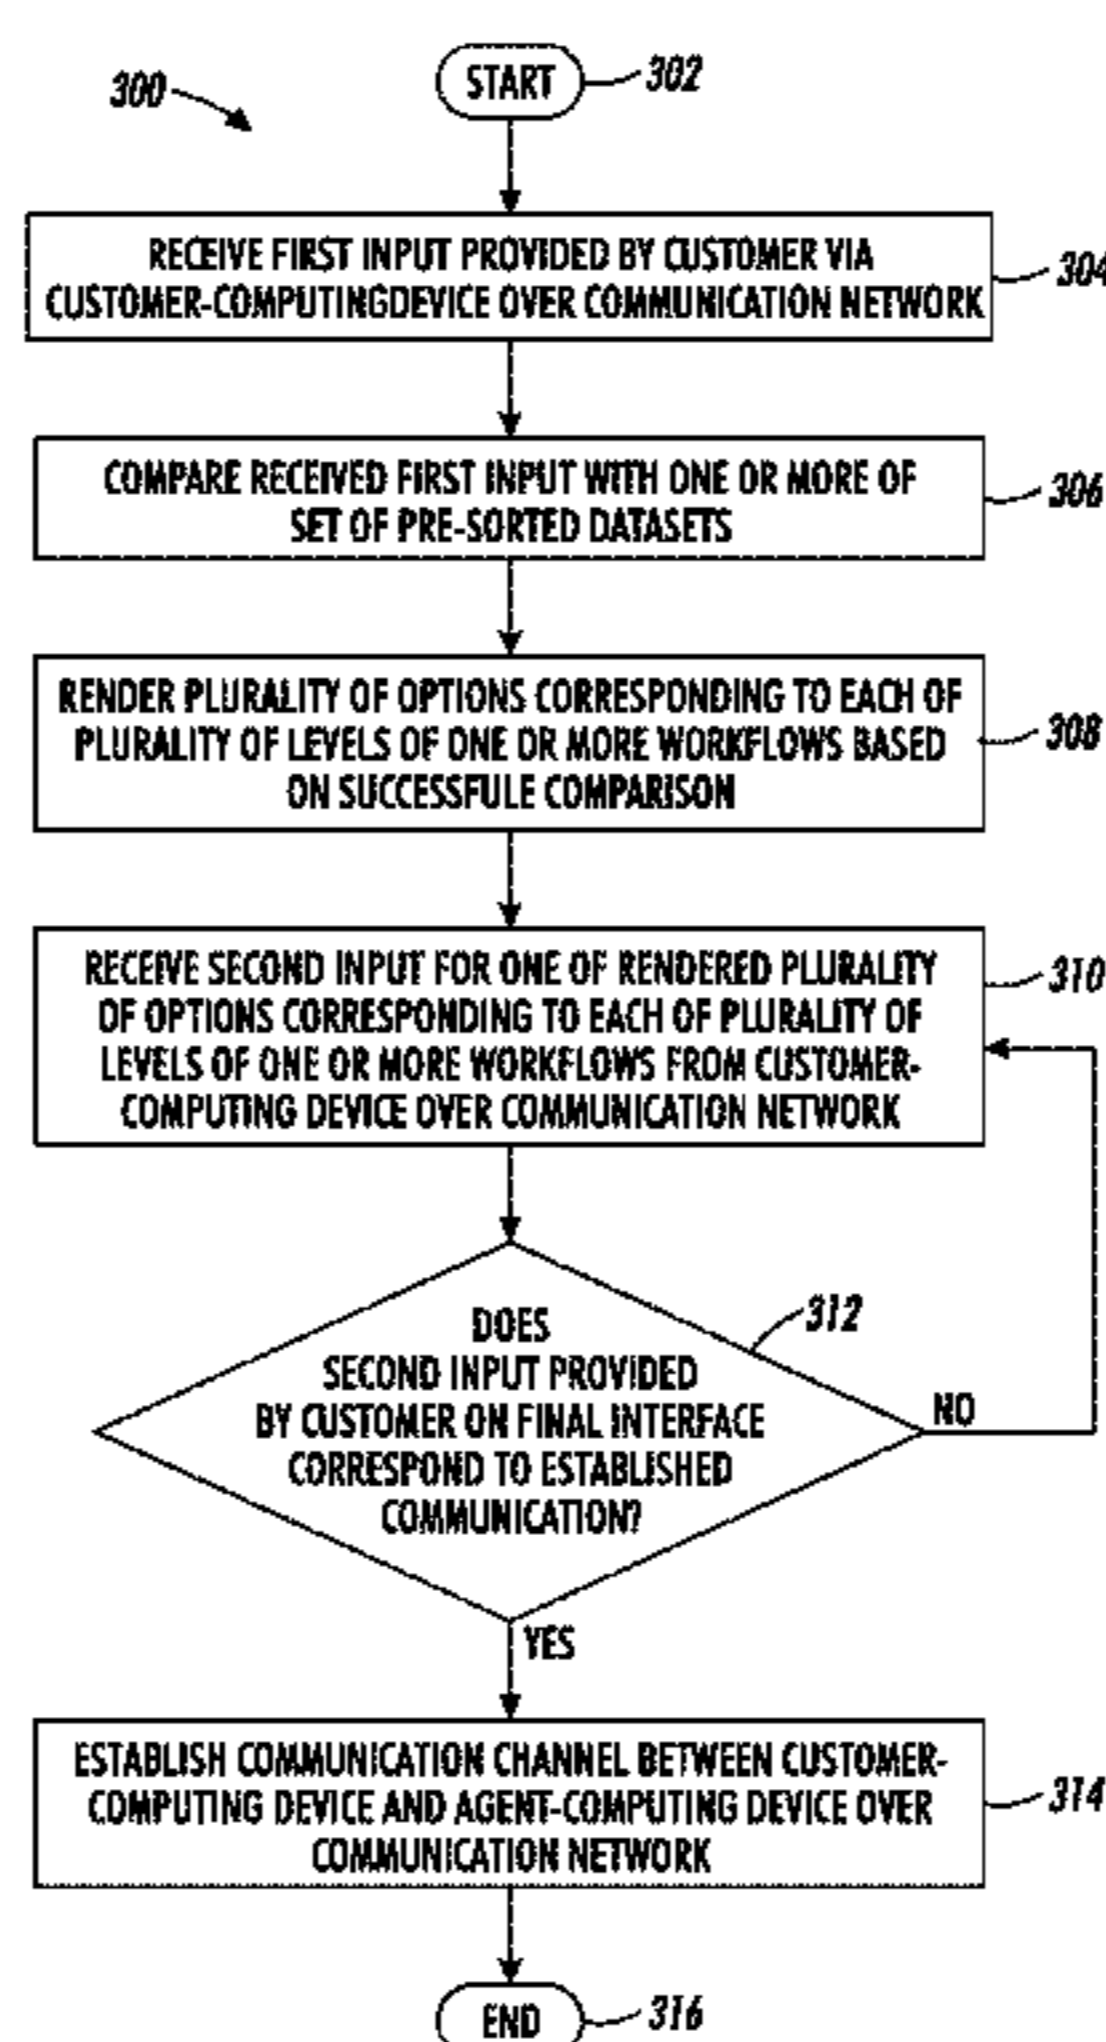 300
START
302
RECEIVE FIRST INPUT PROVIDED BY CUSTOMER VIA
CUSTOMER-COMPUTINGDEVICE OVER COMMUNICATION NETWORK
304
COMPARE RECEIVED FIRST INPUT WITH ONE OR MORE OF
SET OF PRE-SORTED DATASETS
306
RENDER PLURALITY OF OPTIONS CORRESPONDING TO EACH OF
PLURALITY OF LEVELS OF ONE OR MORE WORKFLOWS BASED
ON SUCCESSFULE COMPARISON
308
RECEIVE SECOND INPUT FOR ONE OF RENDERED PLURALITY
OF OPTIONS CORRESPONDING TO EACH OF PLURALITY OF
LEVELS OF ONE OR MORE WORKFLOWS FROM CUSTOMER-
COMPUTING DEVICE OVER COMMUNICATION NETWORK
310
DOES
SECOND INPUT PROVIDED
BY CUSTOMER ON FINAL INTERFACE
CORRESPOND TO ESTABLISHED
COMMUNICATION?
312
NO
YES
ESTABLISH COMMUNICATION CHANNEL BETWEEN CUSTOMER-
COMPUTING DEVICE AND AGENT-COMPUTING DEVICE OVER
COMMUNICATION NETWORK
314
END
316